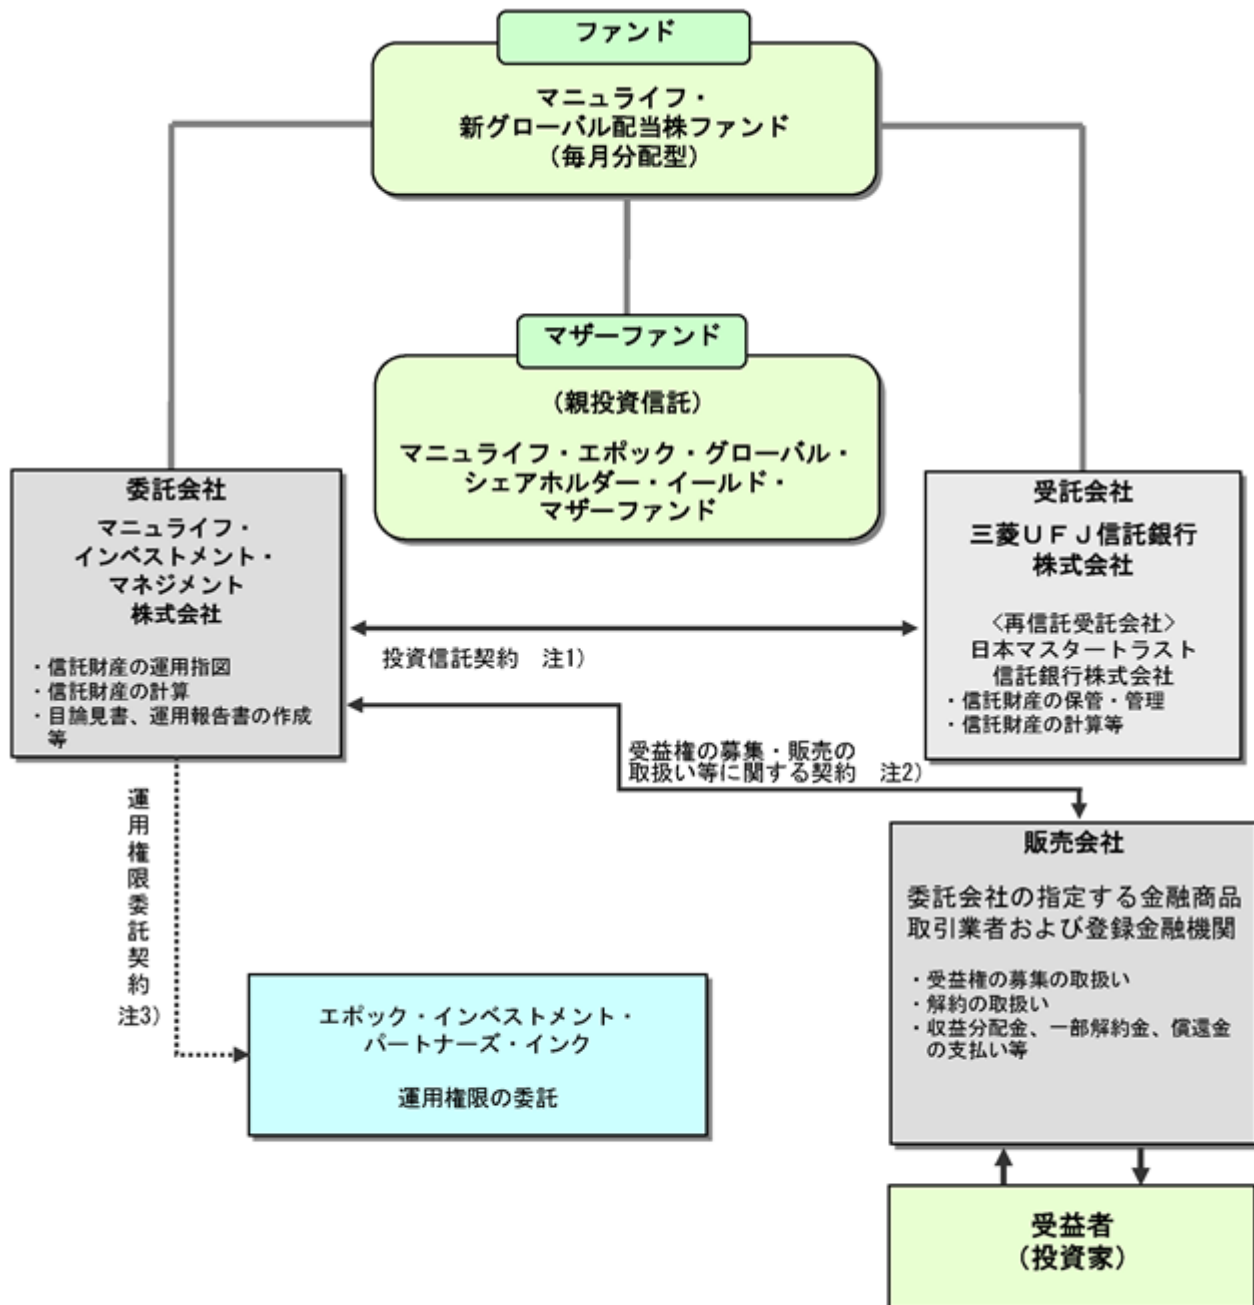 ファンド
マニュライフ・
新グローバル配当株ファンド
(毎月分配型)
マザーファンド
(親投資信託)
マニュライフ・エポック・グローバル・
シェアホルダー・イールド・
マザーファンド
委託会社
マニュライフ・
インベストメント・
マネジメント
株式会社
・信託財産の運用指図
・信託財産の計算
・目論見書、運用報告書の作成
等
受託会社
三菱UFJ信託銀行
株式会社
〈再信託受託会社〉
日本マスタートラスト
信託銀行株式会社
・信託財産の保管・管理
・信託財産の計算等
投資信託契約 注1)
受益権の募集・販売の
取扱い等に関する契約 注2)
運用権限委託契約
注3)
エポック・インベストメント・
パートナーズ・インク
運用権限の委託
販売会社
委託会社の指定する金融商品
取引業者および登録金融機関
・受益権の募集の取扱い
・解約の取扱い
・収益分配金、一部解約金、償還金
の支払い等
受益者
(投資家)